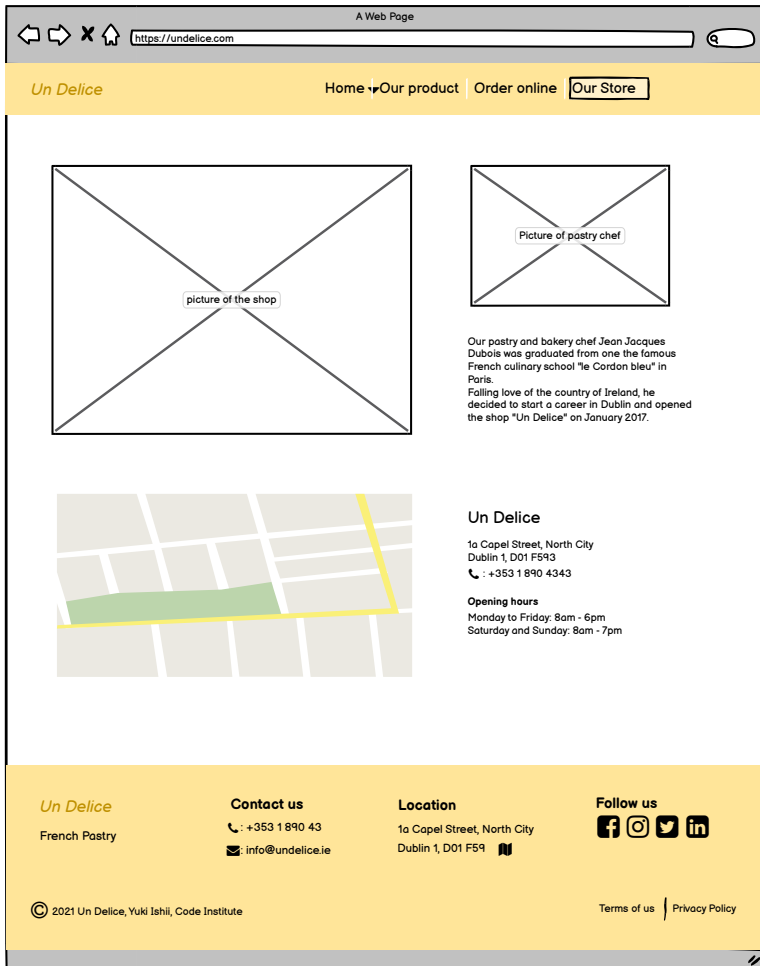 A Web Page
https://undelice.com
Un Delice
Home Our product Order online Our Store
picture of the shop
Picture of pastry chef
Our pastry and bakery chef Jean Jacques
Dubois was graduated from one the famous
French culinary school "le Cordon bleu" in
Paris.
Falling love of the country of Ireland, he
decided to start a career in Dublin and opened
the shop "Un Delice" on January 2017.
Un Delice
1a Capel Street, North City
Dublin 1, D01 F593
: +353 1 890 4343
Opening hours
Monday to Friday: 8am - 6pm
Saturday and Sunday: 8am - 7pm
Un Delice
French Pastry
Contact us
: +353 1 890 43
: info@undelice.ie
Location
1a Capel Street, North City
Dublin 1, D01 F59
Follow us
© 2021 Un Delice, Yuki Ishii, Code Institute
Terms of us | Privacy Policy